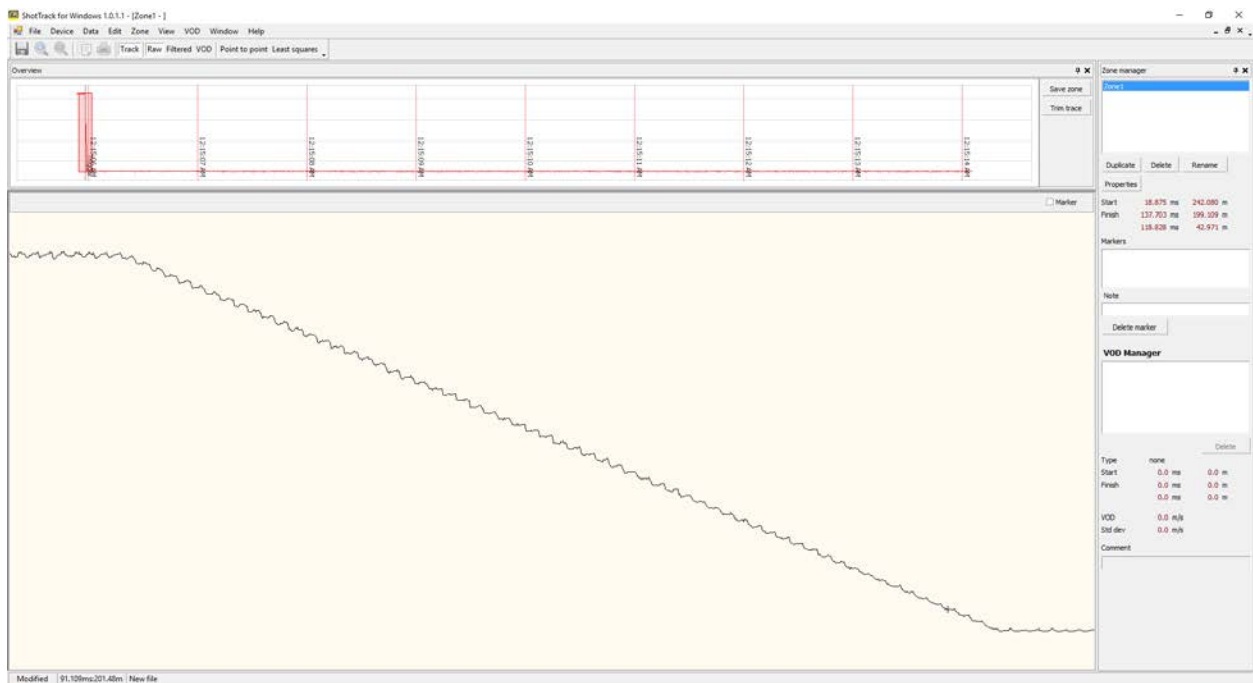 ShotTrack for Windows 1.0.1.1 - [Zone1 - ]
File Device Data Edit Zone View VOD Window Help
Track Raw Filtered VOD Point to point Least squares
Overview
Save zone
Trim trace
12:15:07 AM
12:15:08 AM
12:15:09 AM
12:15:10 AM
12:15:11 AM
12:15:12 AM
12:15:13 AM
12:15:14 AM
Marker
Zone manager
Zone1
Duplicate Delete Rename
Properties
Start 18.875 ms 242.080 m
Finish 137.703 ms 199.109 m
118.828 ms 42.971 m
Markers
Note
Delete marker
VOD Manager
Delete
Type none
Start 0.0 ms 0.0 m
Finish 0.0 ms 0.0 m
0.0 ms 0.0 m
VOD 0.0 m/s
Std dev 0.0 m/s
Comment
Modified 91.109ms:201.48m New file